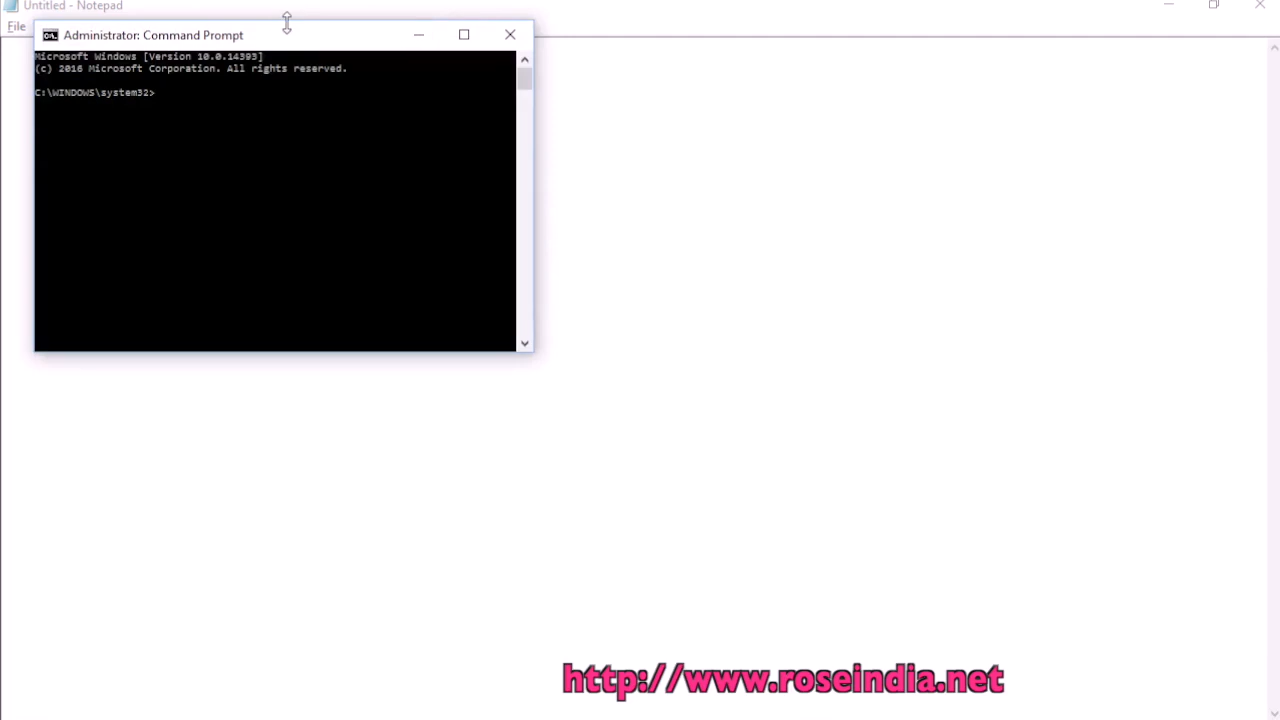 Untitled - Notepad
File
Administrator: Command Prompt
Microsoft Windows [Version 10.0.14393]
(c) 2016 Microsoft Corporation. All rights reserved.
C:\WINDOWS\system32>
http://www.roseindia.net